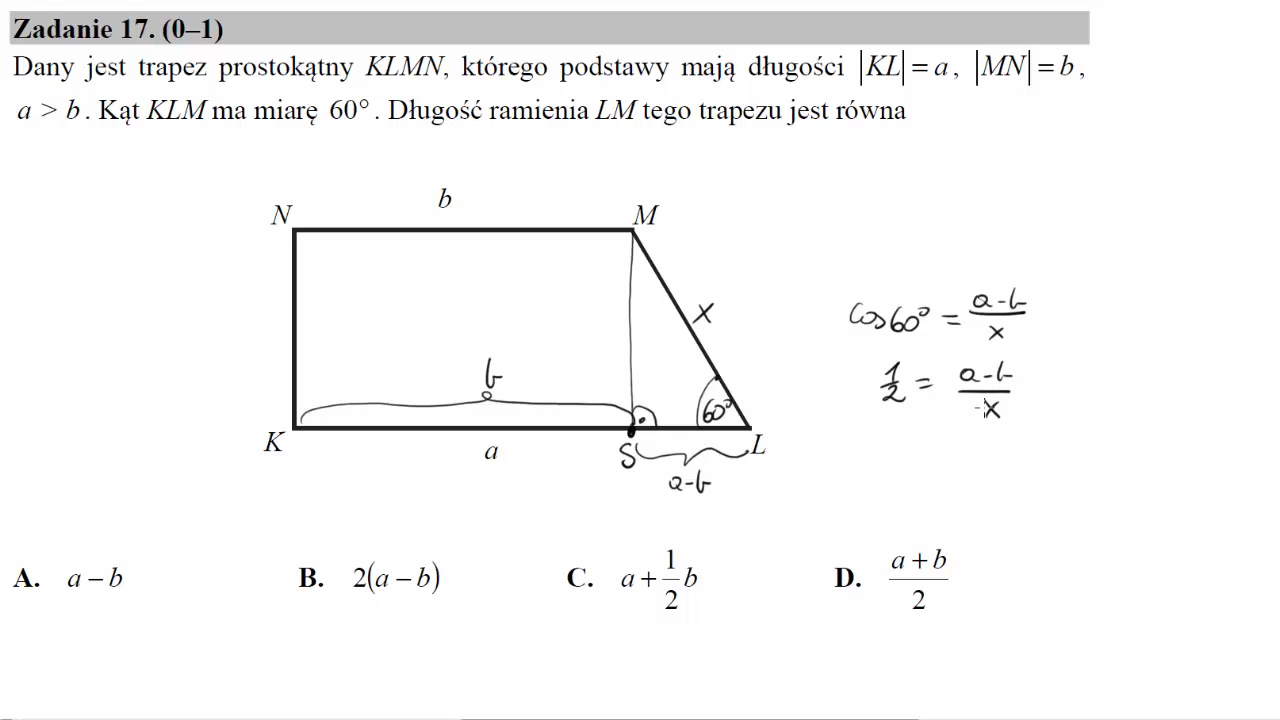 Zadanie 17. (0–1)
Dany jest trapez prostokątny KLMN, którego podstawy mają długości |KL| = a, |MN| = b,
a > b. Kąt KLM ma miarę 60°. Długość ramienia LM tego trapezu jest równa
b
N
M
x
cos60° = a-b/x
1/2 = a-b/x
b
60°
K
a
S
L
a-b
A. a − b
B. 2(a − b)
C. a + 1/2 b
D. a + b/2